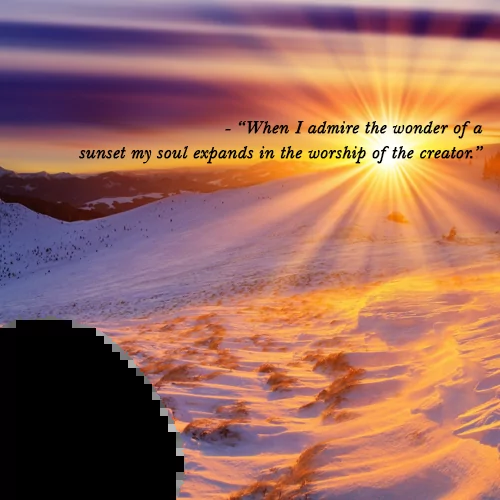 - “When I admire the wonder of a
sunset my soul expands in the worship of the creator.”